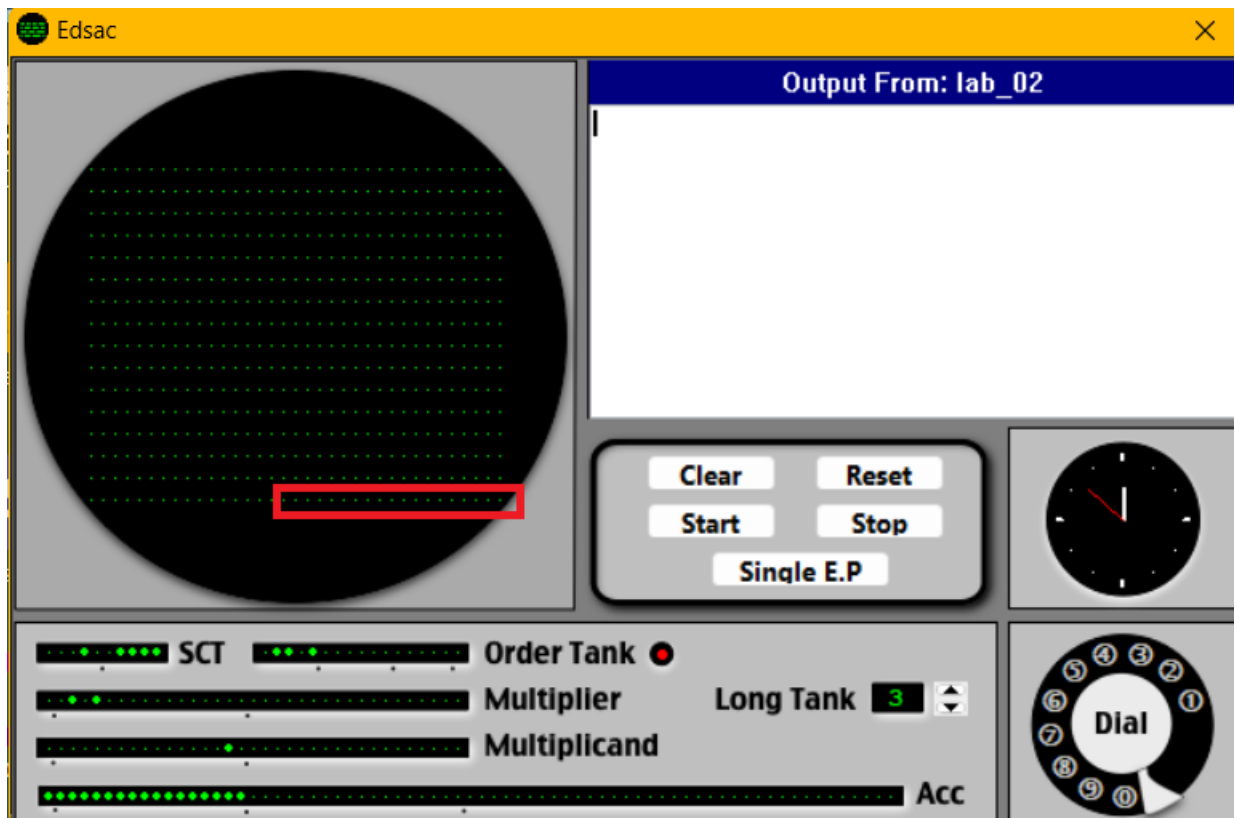 Edsac
Output From: lab_02
Clear
Reset
Start
Stop
Single E.P
SCT
Order Tank
Multiplier
Long Tank 3
Multiplicand
Acc
1
2
3
4
5
6
7
8
9
0
Dial